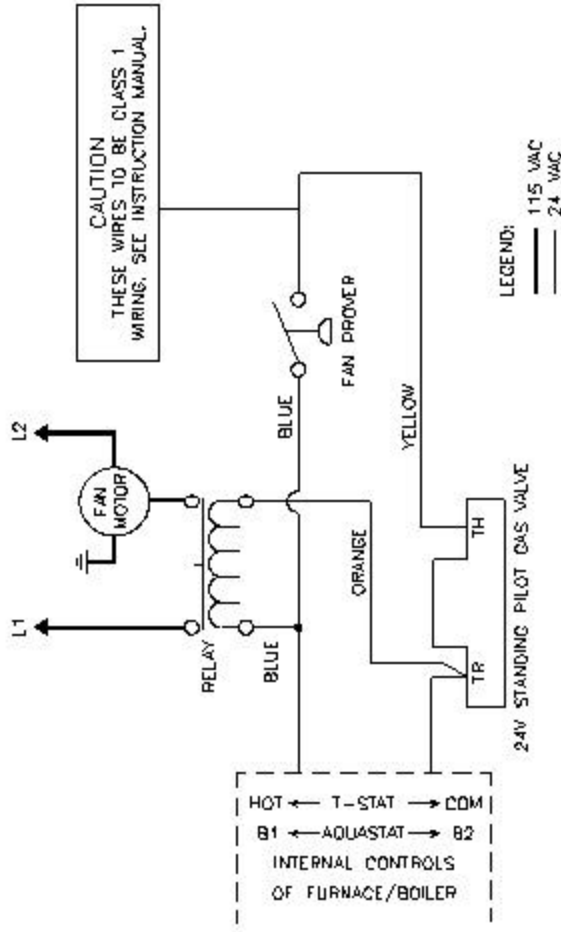 CAUTION
THESE WIRES TO BE CLASS 1
WIRING. SEE INSTRUCTION MANUAL.
L1
L2
FAN
MOTOR
RELAY
BLUE
BLUE
FAN PROVER
ORANGE
YELLOW
HOT T-STAT COM
B1 AQUASTAT B2
INTERNAL CONTROLS
OF FURNACE/BOILER
TR
TH
24V STANDING PILOT GAS VALVE
LEGEND:
115 VAC
24 VAC